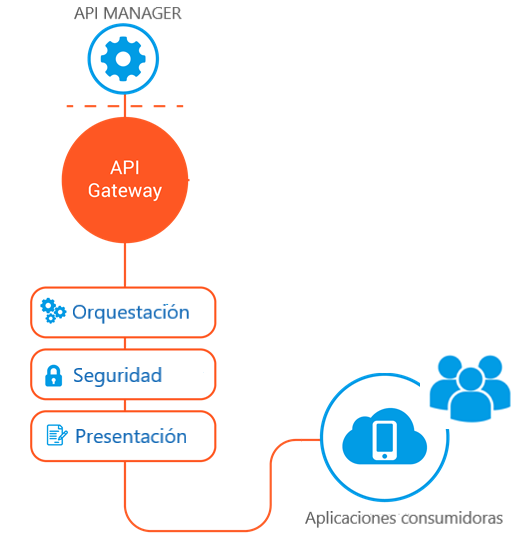 API MANAGER
API
Gateway
Orquestación
Seguridad
Presentación
Aplicaciones consumidoras